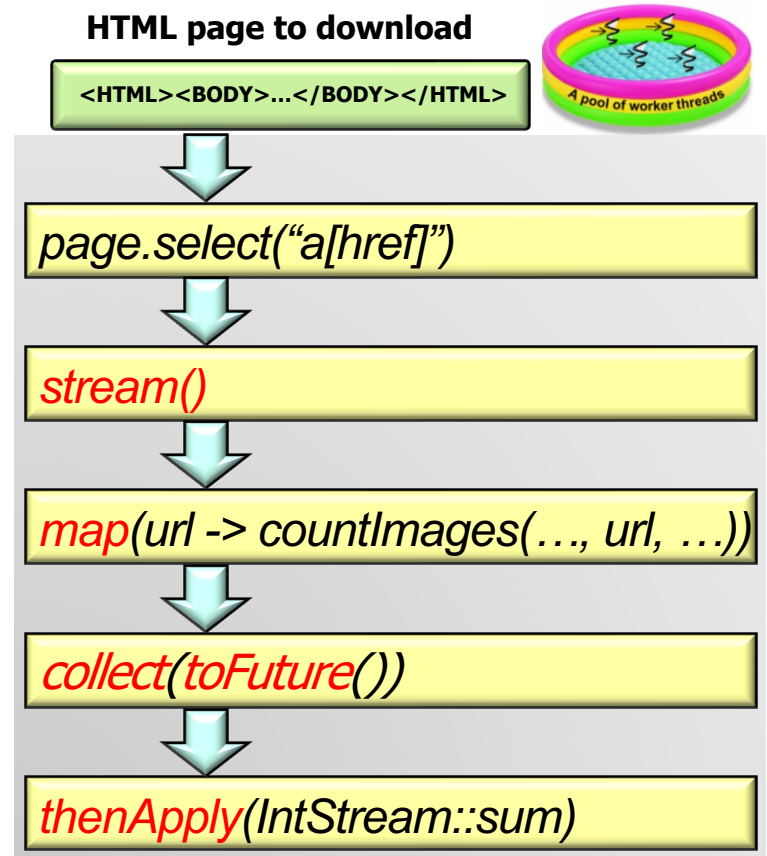 HTML page to download
<HTML><BODY>…</BODY></HTML>
A pool of worker threads
page.select(“a[href]”)
stream()
map(url -> countImages(…, url, …))
collect(toFuture())
thenApply(IntStream::sum)